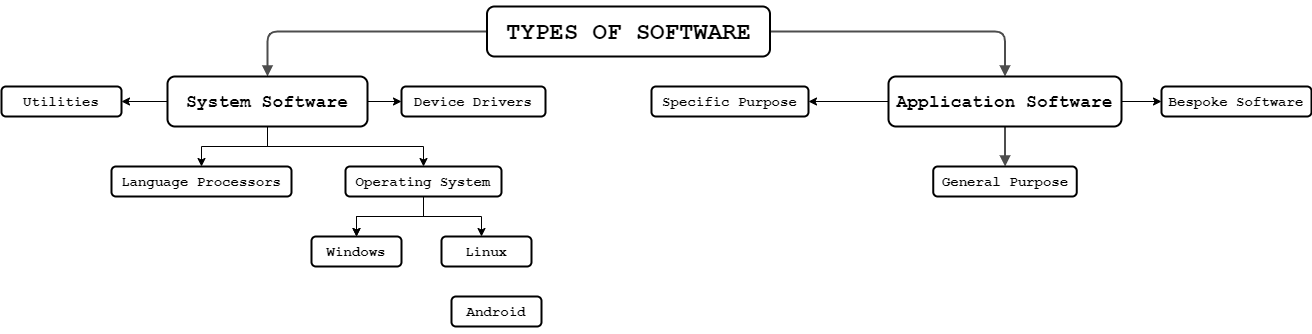 TYPES OF SOFTWARE
Utilities
System Software
Device Drivers
Specific Purpose
Application Software
Bespoke Software
Language Processors
Operating System
General Purpose
Windows
Linux
Android